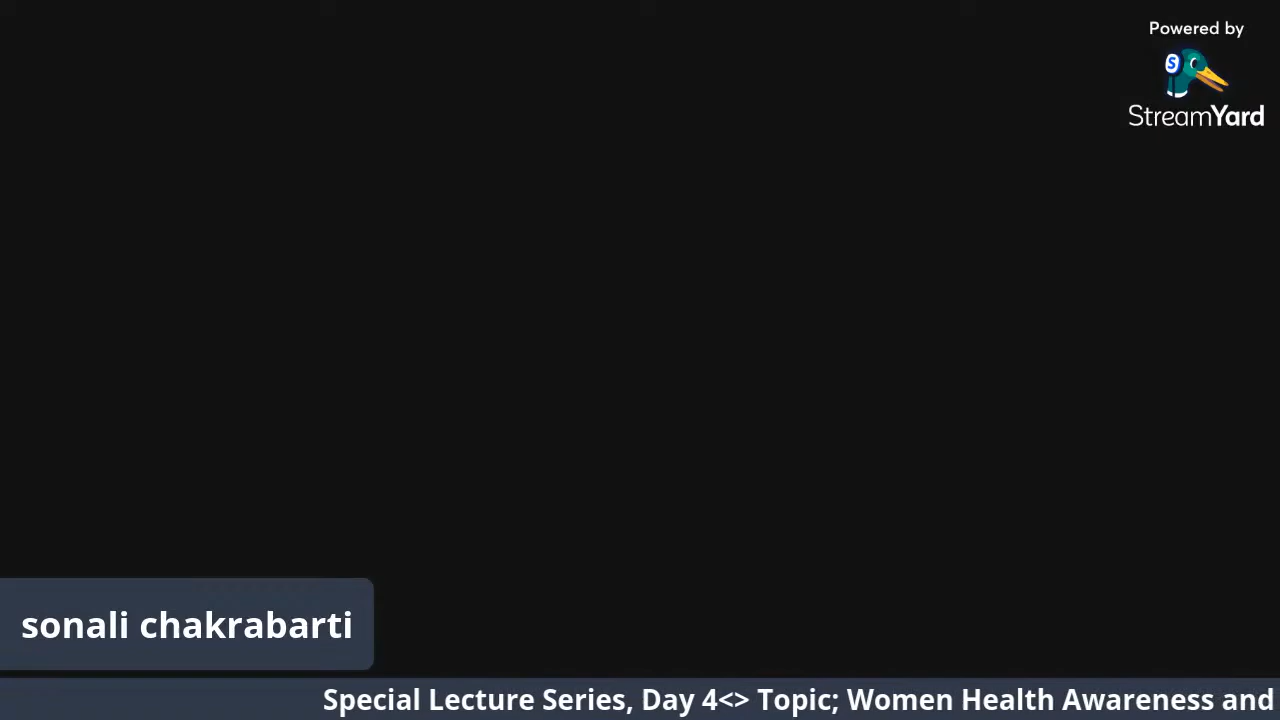 Powered by
S
StreamYard
sonali chakrabarti
Special Lecture Series, Day 4<> Topic; Women Health Awareness and